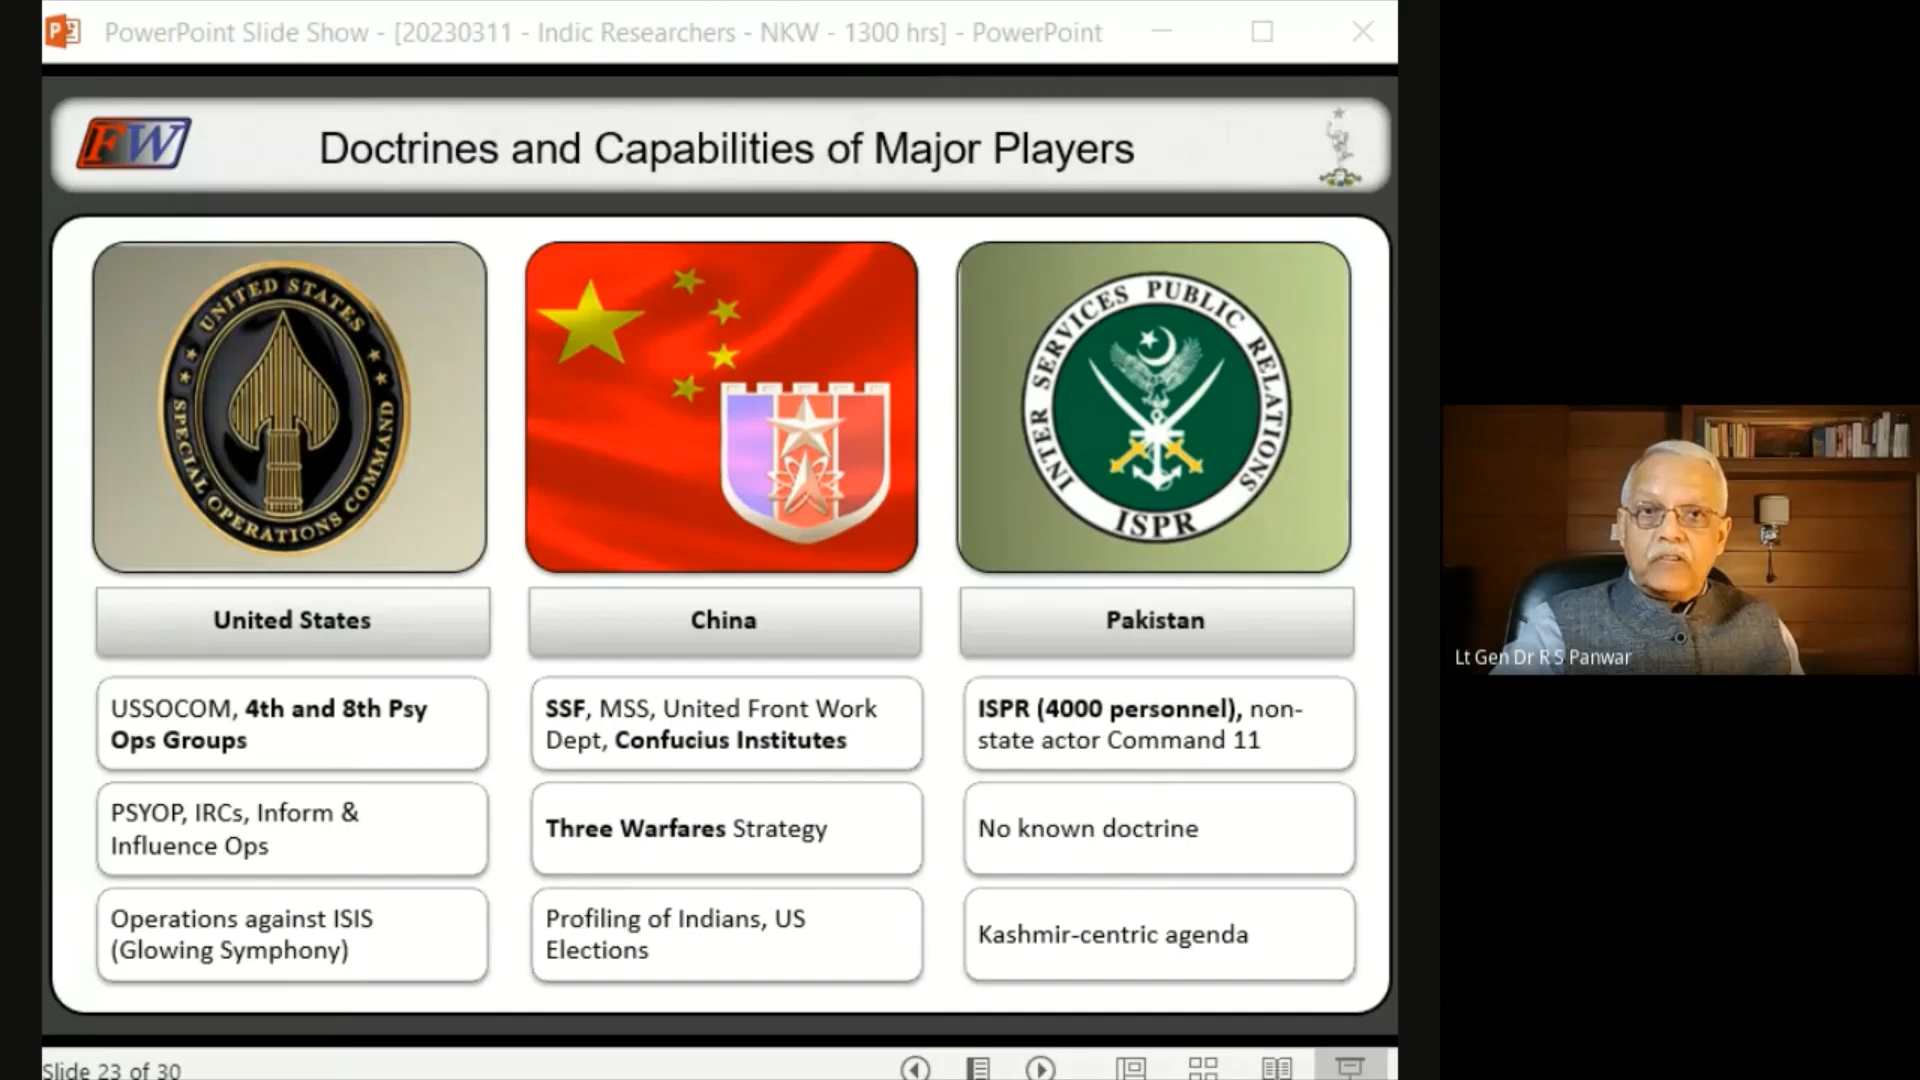 PowerPoint Slide Show - [20230311 - Indic Researchers - NKW - 1300 hrs] - PowerPoint
FW
Doctrines and Capabilities of Major Players
UNITED STATES
SPECIAL OPERATIONS COMMAND
INTER SERVICES PUBLIC RELATIONS
ISPR
United States
China
Pakistan
USSOCOM, 4th and 8th Psy
Ops Groups
SSF, MSS, United Front Work
Dept, Confucius Institutes
ISPR (4000 personnel), non-
state actor Command 11
PSYOP, IRCs, Inform &
Influence Ops
Three Warfares Strategy
No known doctrine
Operations against ISIS
(Glowing Symphony)
Profiling of Indians, US
Elections
Kashmir-centric agenda
Lt Gen Dr R S Panwar
Slide 23 of 30